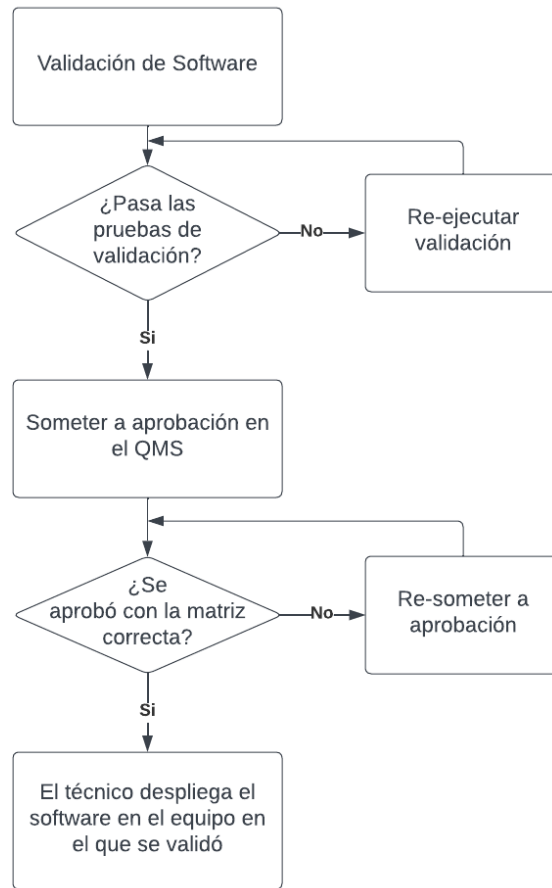 Validación de Software
¿Pasa las
pruebas de
validación?
No
Re-ejecutar
validación
Si
Someter a aprobación en
el QMS
¿Se
aprobó con la matriz
correcta?
No
Re-someter a
aprobación
Si
El técnico despliega el
software en el equipo en
el que se validó